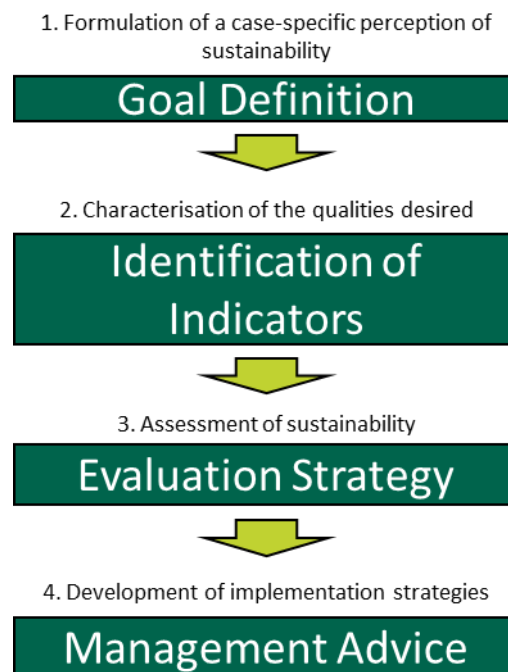 1. Formulation of a case-specific perception of
sustainability
Goal Definition
2. Characterisation of the qualities desired
Identification of
Indicators
3. Assessment of sustainability
Evaluation Strategy
4. Development of implementation strategies
Management Advice